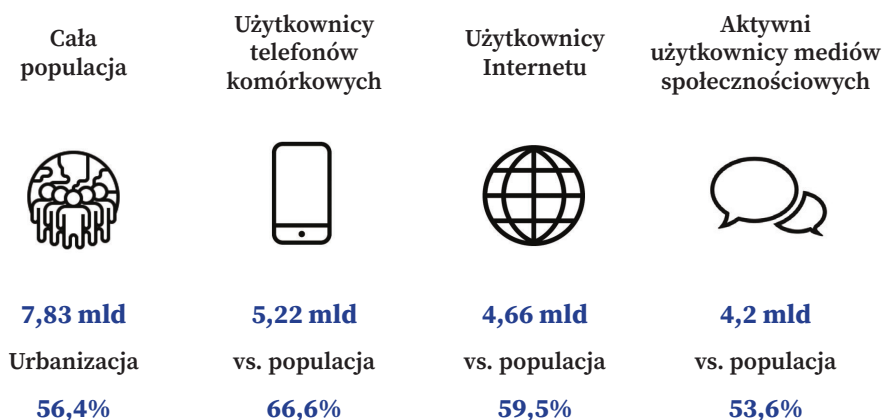 Cała
populacja
Użytkownicy
telefonów
komórkowych
Użytkownicy
Internetu
Aktywni
użytkownicy mediów
społecznościowych
7,83 mld
5,22 mld
4,66 mld
4,2 mld
Urbanizacja
vs. populacja
vs. populacja
vs. populacja
56,4%
66,6%
59,5%
53,6%